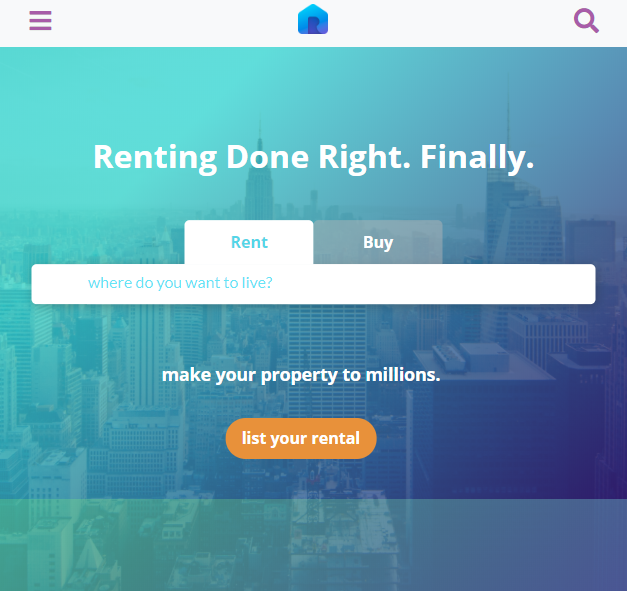 Renting Done Right. Finally.
Rent
Buy
where do you want to live?
make your property to millions.
list your rental